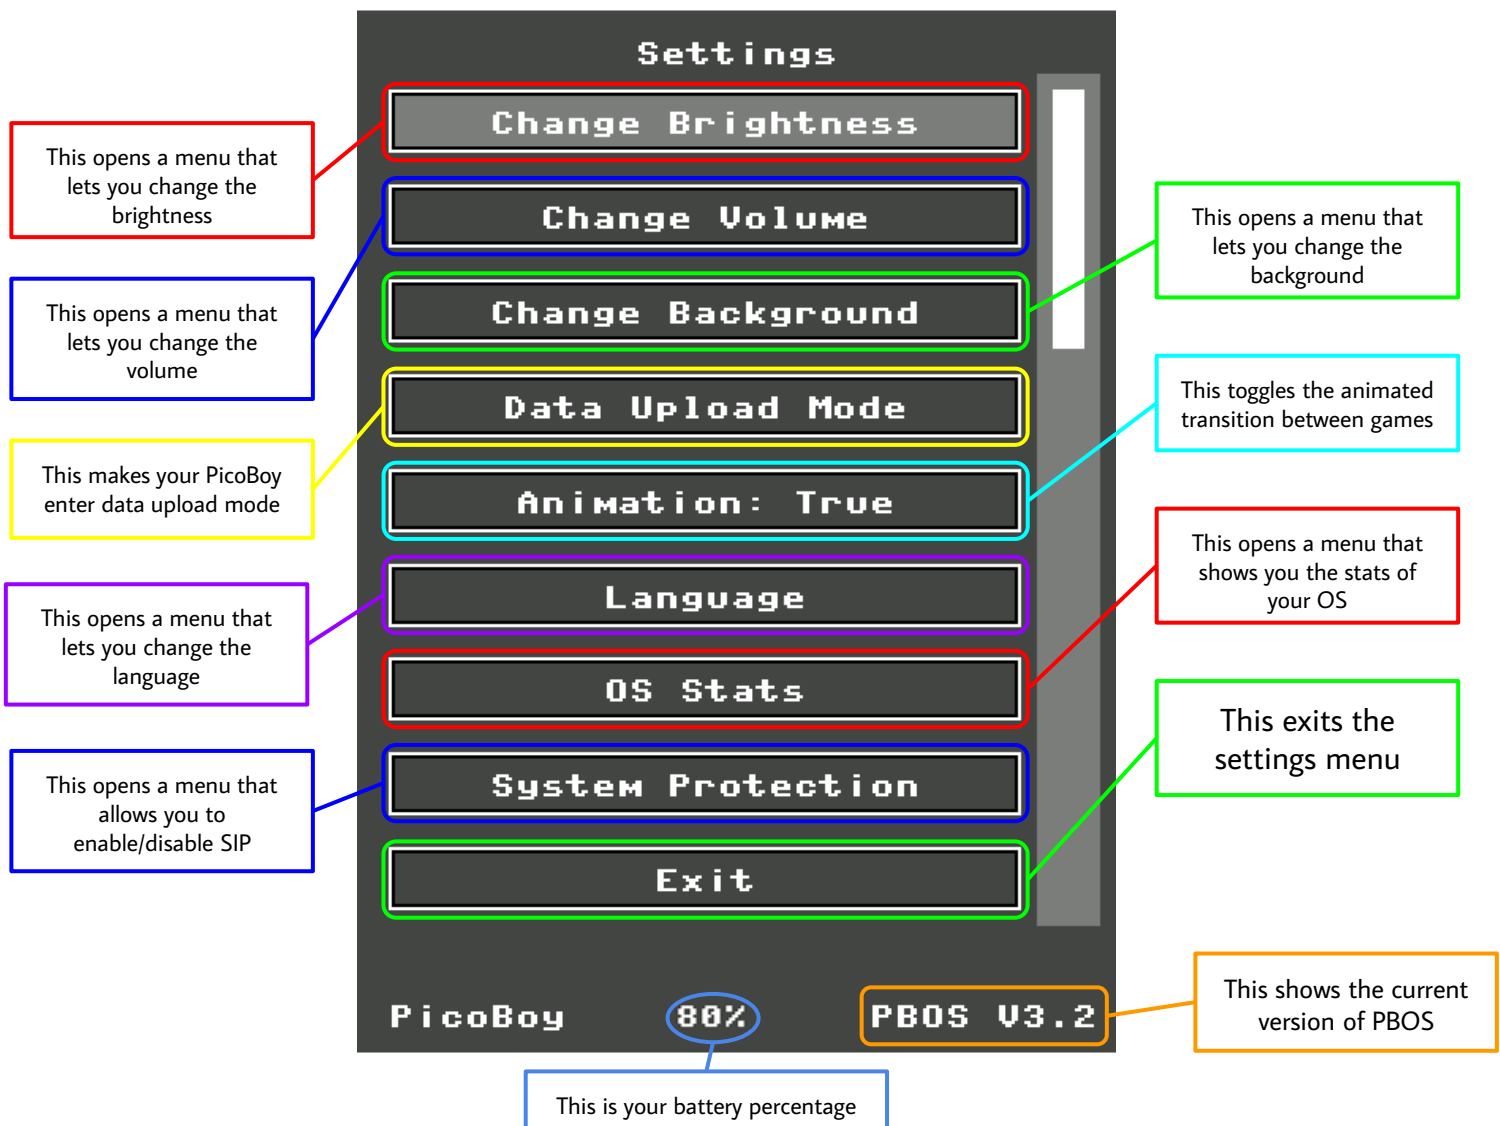 Settings
Change Brightness
Change Volume
Change Background
Data Upload Mode
Animation: True
Language
OS Stats
System Protection
Exit
PicoBoy
80%
PBOS V3.2
This opens a menu that
lets you change the
brightness
This opens a menu that
lets you change the
volume
This makes your PicoBoy
enter data upload mode
This opens a menu that
lets you change the
language
This opens a menu that
allows you to
enable/disable SIP
This opens a menu that
lets you change the
background
This toggles the animated
transition between games
This opens a menu that
shows you the stats of
your OS
This exits the
settings menu
This shows the current
version of PBOS
This is your battery percentage